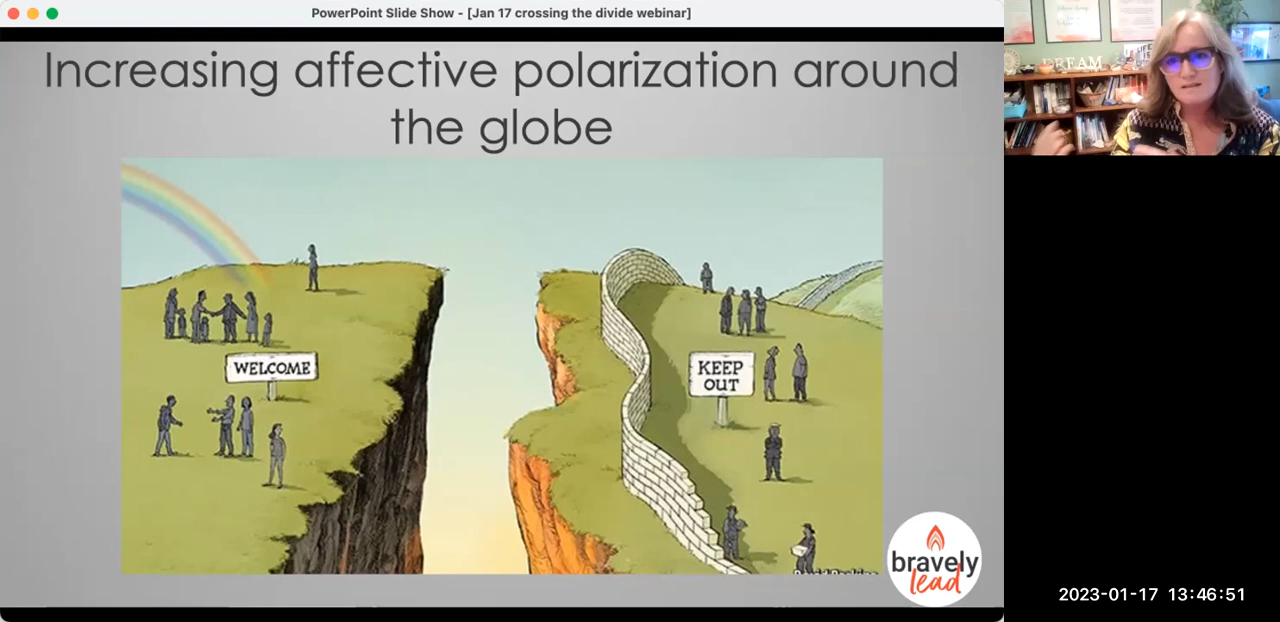 PowerPoint Slide Show - [Jan 17 crossing the divide webinar]
Increasing affective polarization around
the globe
WELCOME
KEEP
OUT
DREAM
bravely
lead
2023-01-17 13:46:51